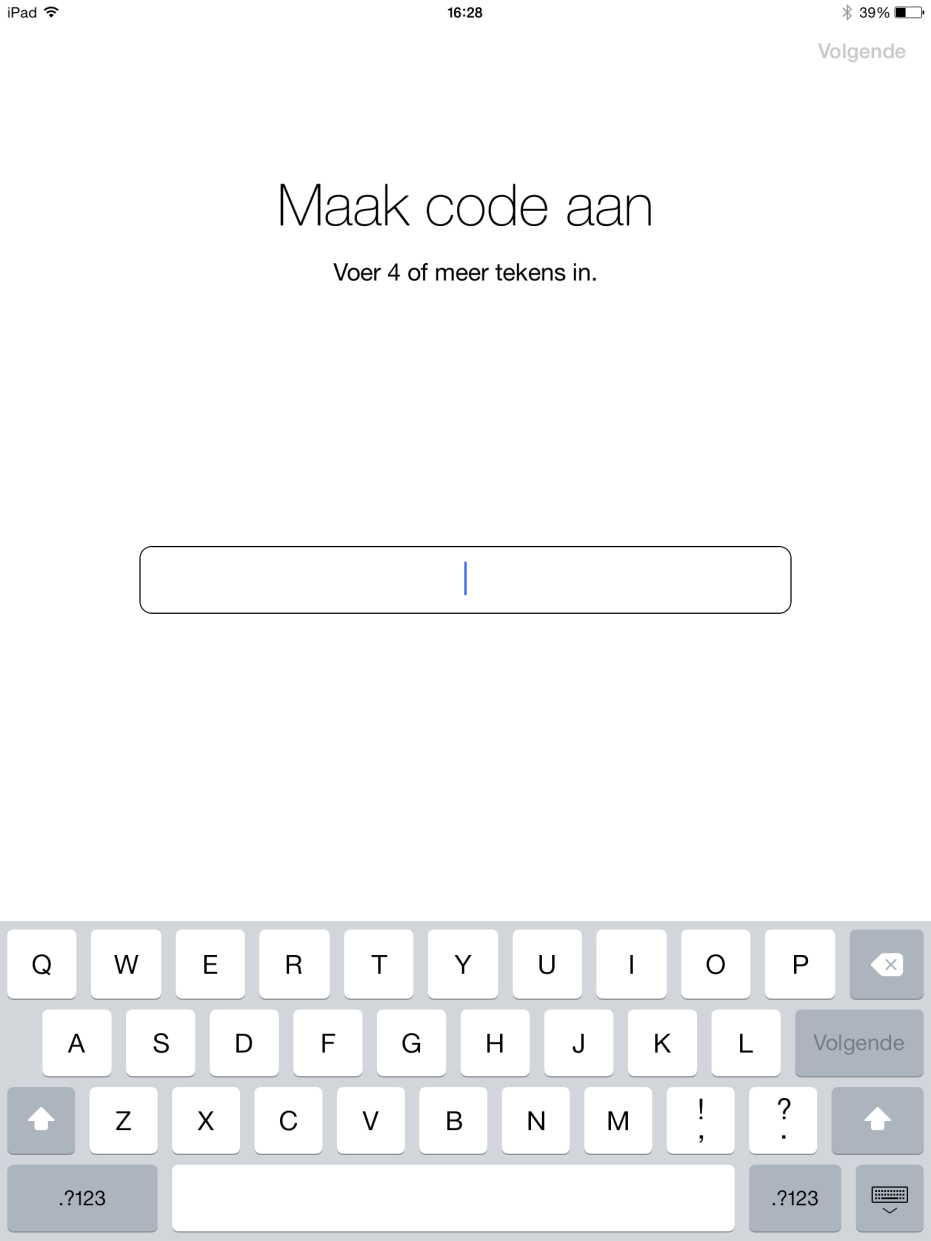 iPad 16:28 39%
Volgende
Maak code aan
Voer 4 of meer tekens in.
Q W E R T Y U I O P
A S D F G H J K L Volgende
Z X C V B N M ! , ? .
.?123 .?123